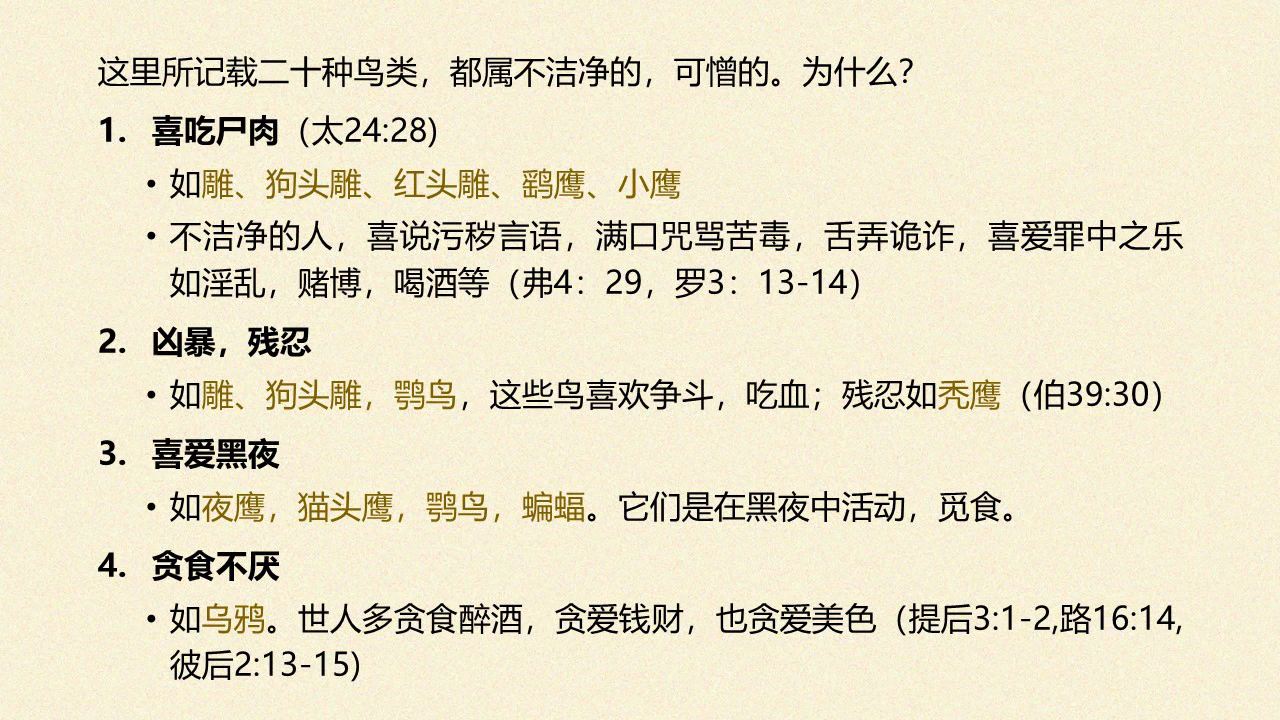 这里所记载二十种鸟类，都属不洁净的，可憎的。为什么？
1. 喜吃尸肉（太24:28)
• 如雕、狗头雕、红头雕、鹞鹰、小鹰
• 不洁净的人，喜说污秽言语，满口咒骂苦毒，舌弄诡诈，喜爱罪中之乐
如淫乱，赌博，喝酒等（弗4：29，罗3：13-14）
2. 凶暴，残忍
• 如雕、狗头雕，鹗鸟，这些鸟喜欢争斗，吃血；残忍如秃鹰（伯39:30）
3. 喜爱黑夜
• 如夜鹰，猫头鹰，鹗鸟，蝙蝠。它们是在黑夜中活动，觅食。
4. 贪食不厌
• 如乌鸦。世人多贪食醉酒，贪爱钱财，也贪爱美色（提后3:1-2,路16:14,
彼后2:13-15)